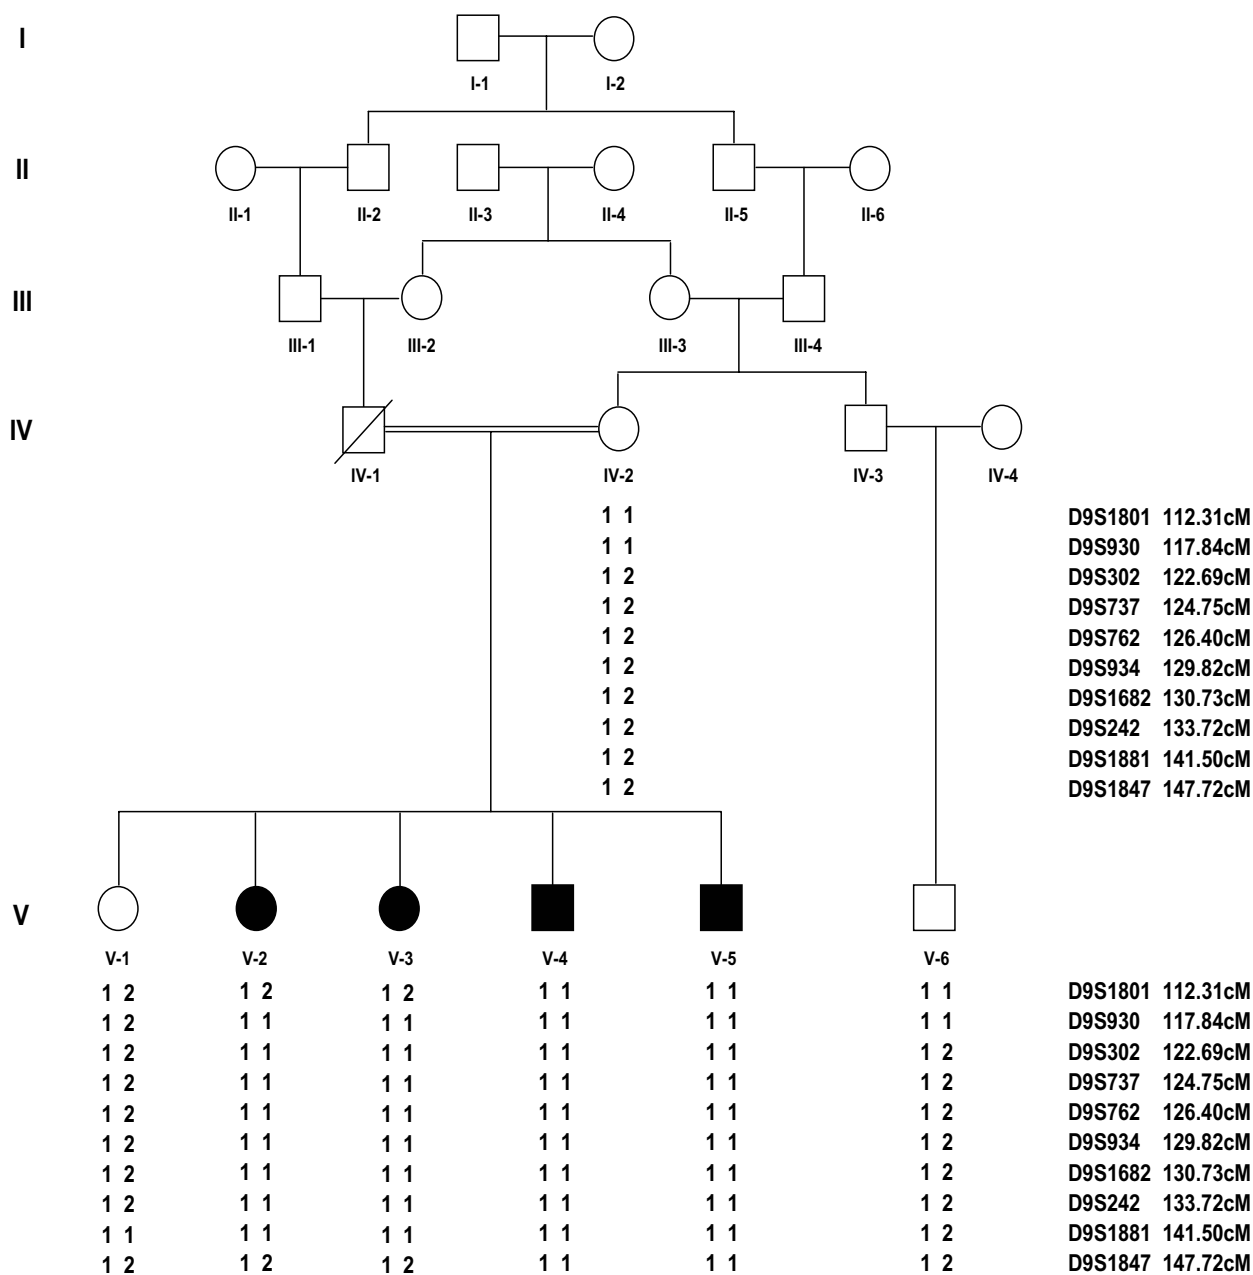 I
I-1 I-2
II
II-1 II-2 II-3 II-4 II-5 II-6
III
III-1 III-2 III-3 III-4
IV
IV-1 IV-2 IV-3 IV-4
1 1 D9S1801 112.31cM
1 1 D9S930 117.84cM
1 2 D9S302 122.69cM
1 2 D9S737 124.75cM
1 2 D9S762 126.40cM
1 2 D9S934 129.82cM
1 2 D9S1682 130.73cM
1 2 D9S242 133.72cM
1 2 D9S1881 141.50cM
1 2 D9S1847 147.72cM
V
V-1 V-2 V-3 V-4 V-5 V-6
1 2 1 2 1 2 1 1 1 1 1 1 D9S1801 112.31cM
1 2 1 1 1 1 1 1 1 1 1 1 D9S930 117.84cM
1 2 1 1 1 1 1 1 1 1 1 2 D9S302 122.69cM
1 2 1 1 1 1 1 1 1 1 1 2 D9S737 124.75cM
1 2 1 1 1 1 1 1 1 1 1 2 D9S762 126.40cM
1 2 1 1 1 1 1 1 1 1 1 2 D9S934 129.82cM
1 2 1 1 1 1 1 1 1 1 1 2 D9S1682 130.73cM
1 2 1 1 1 1 1 1 1 1 1 2 D9S242 133.72cM
1 1 1 1 1 1 1 1 1 1 1 2 D9S1881 141.50cM
1 2 1 2 1 2 1 1 1 1 1 2 D9S1847 147.72cM